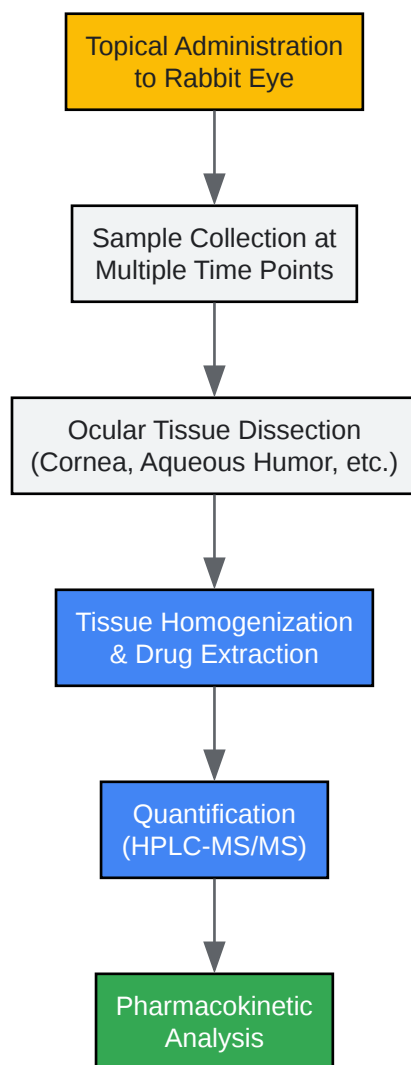 Topical Administration
to Rabbit Eye
Sample Collection at
Multiple Time Points
Ocular Tissue Dissection
(Cornea, Aqueous Humor, etc.)
Tissue Homogenization
& Drug Extraction
Quantification
(HPLC-MS/MS)
Pharmacokinetic
Analysis